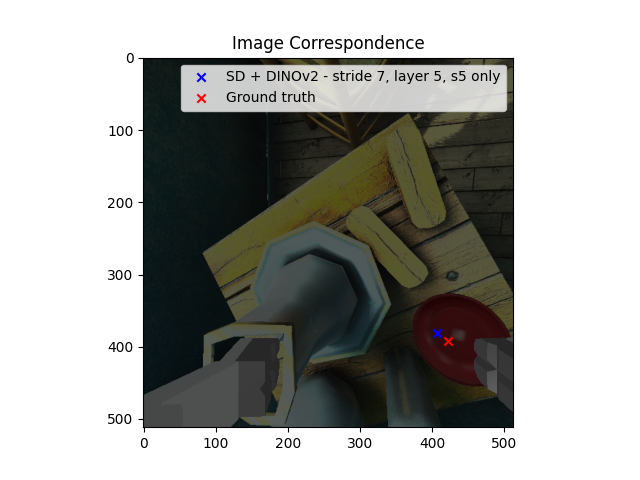 Image Correspondence
SD + DINOv2 - stride 7, layer 5, s5 only
Ground truth
0
100
200
300
400
500
0 100 200 300 400 500